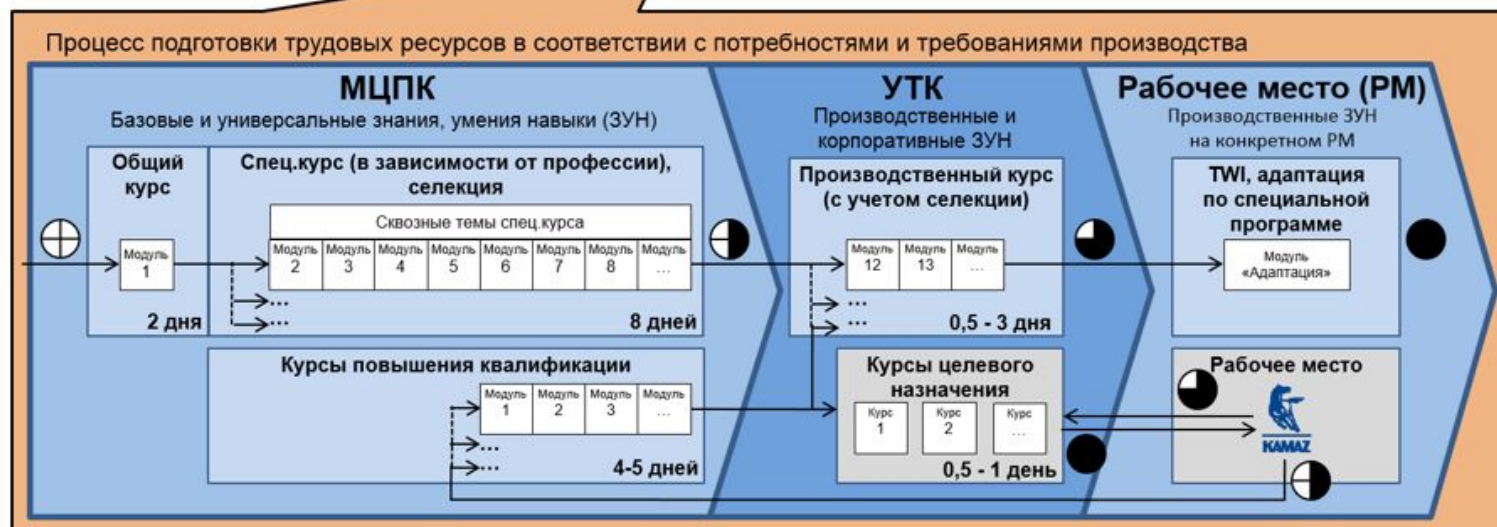 Процесс подготовки трудовых ресурсов в соответствии с потребностями и требованиями производства
МЦПК
Базовые и универсальные знания, умения навыки (ЗУН)
Общий
курс
Модуль
1
2 дня
Спец.курс (в зависимости от профессии),
селекция
Сквозные темы спец.курса
Модуль
2
Модуль
3
Модуль
4
Модуль
5
Модуль
6
Модуль
7
Модуль
8
Модуль
...
...
...
8 дней
Курсы повышения квалификации
Модуль
1
Модуль
2
Модуль
3
Модуль
...
...
...
4-5 дней
УТК
Производственные и
корпоративные ЗУН
Производственный курс
(с учетом селекции)
Модуль
12
Модуль
13
Модуль
...
...
...
0,5 - 3 дня
Курсы целевого
назначения
Курс
1
Курс
2
Курс
...
0,5 - 1 день
Рабочее место (РМ)
Производственные ЗУН
на конкретном РМ
TWI, адаптация
по специальной
программе
Модуль
«Адаптация»
Рабочее место
KAMAZ